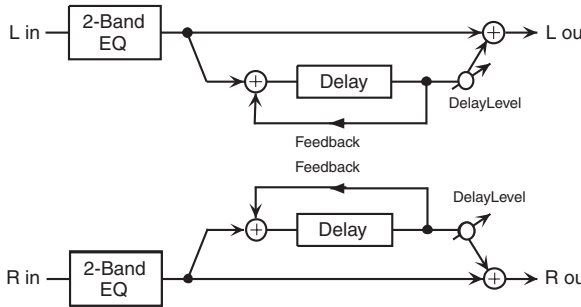 L in
2-Band
EQ
L ou
Delay
DelayLevel
Feedback
Feedback
DelayLevel
Delay
R in
2-Band
EQ
R ou